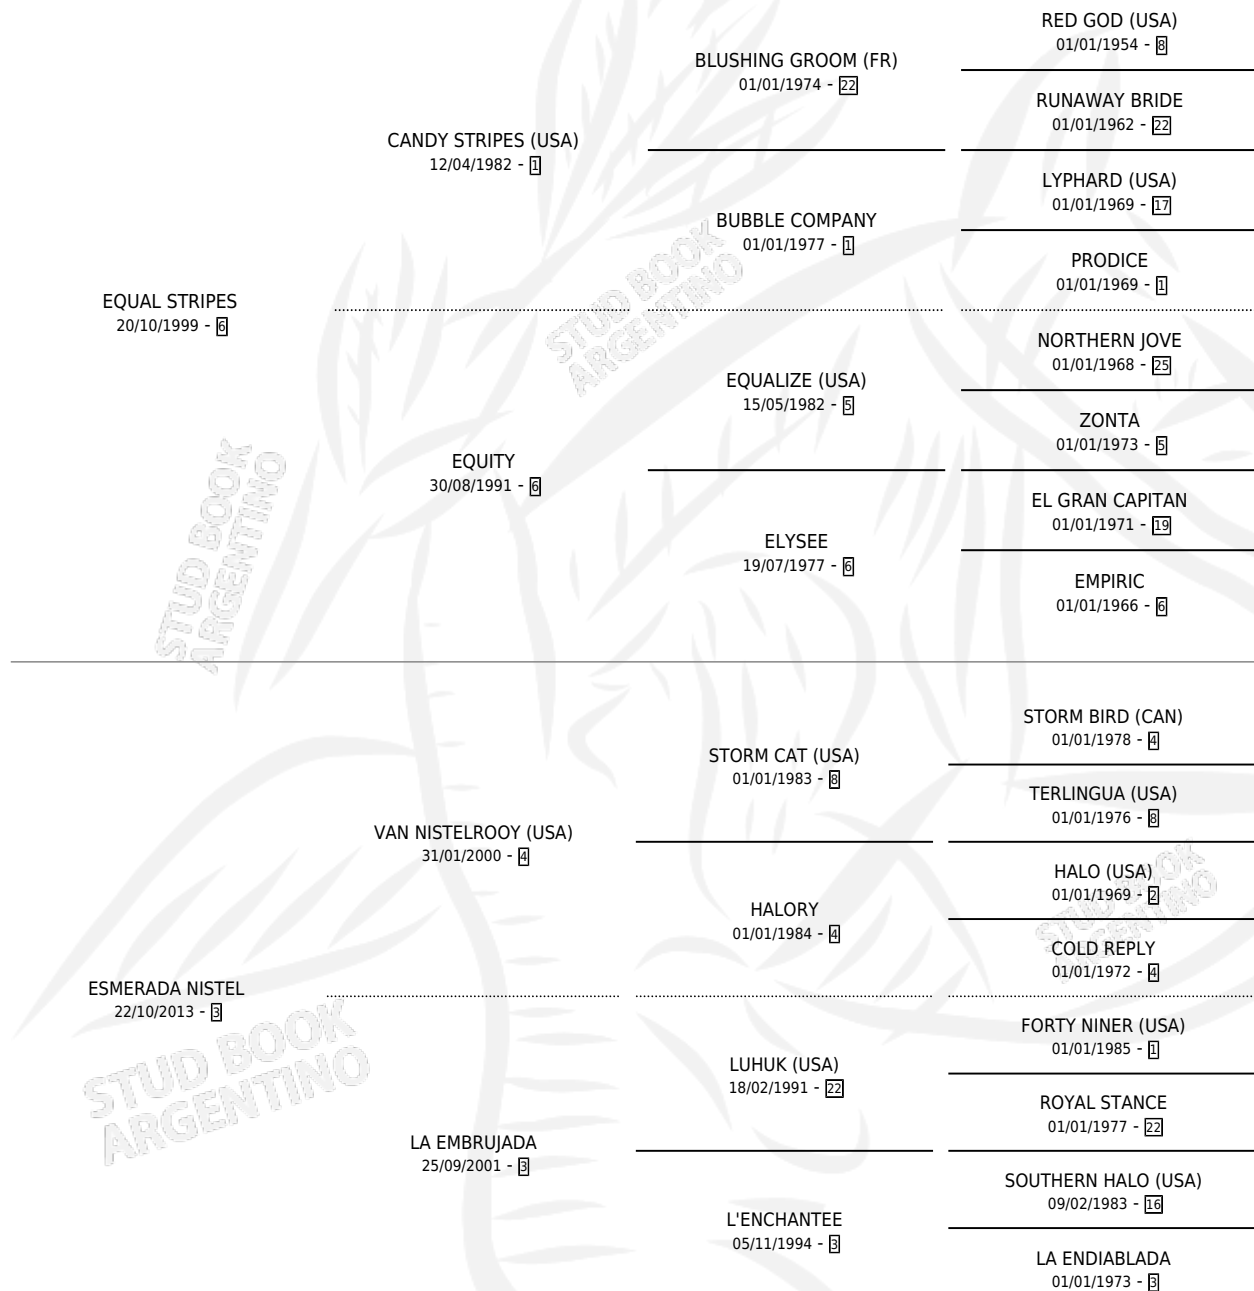 RED GOD (USA)
01/01/1954 - 8
BLUSHING GROOM (FR)
01/01/1974 - 22
RUNAWAY BRIDE
01/01/1962 - 22
CANDY STRIPES (USA)
12/04/1982 - 1
LYPHARD (USA)
01/01/1969 - 17
BUBBLE COMPANY
01/01/1977 - 1
PRODICE
01/01/1969 - 1
EQUAL STRIPES
20/10/1999 - 6
NORTHERN JOVE
01/01/1968 - 25
EQUALIZE (USA)
15/05/1982 - 5
ZONTA
01/01/1973 - 5
EQUITY
30/08/1991 - 6
EL GRAN CAPITAN
01/01/1971 - 19
ELYSEE
19/07/1977 - 6
EMPIRIC
01/01/1966 - 6
STORM BIRD (CAN)
01/01/1978 - 4
STORM CAT (USA)
01/01/1983 - 8
TERLINGUA (USA)
01/01/1976 - 8
VAN NISTELROOY (USA)
31/01/2000 - 4
HALO (USA)
01/01/1969 - 2
HALORY
01/01/1984 - 4
COLD REPLY
01/01/1972 - 4
ESMERADA NISTEL
22/10/2013 - 3
FORTY NINER (USA)
01/01/1985 - 1
LUHUK (USA)
18/02/1991 - 22
ROYAL STANCE
01/01/1977 - 22
LA EMBRUJADA
25/09/2001 - 3
SOUTHERN HALO (USA)
09/02/1983 - 16
L'ENCHANTEE
05/11/1994 - 3
LA ENDIABLADA
01/01/1973 - 3
STUD BOOK
ARGENTINO
STUD BOOK
ARGENTINO
STUD BOOK
ARGENTINO
STUD BOOK
ARGENTINO